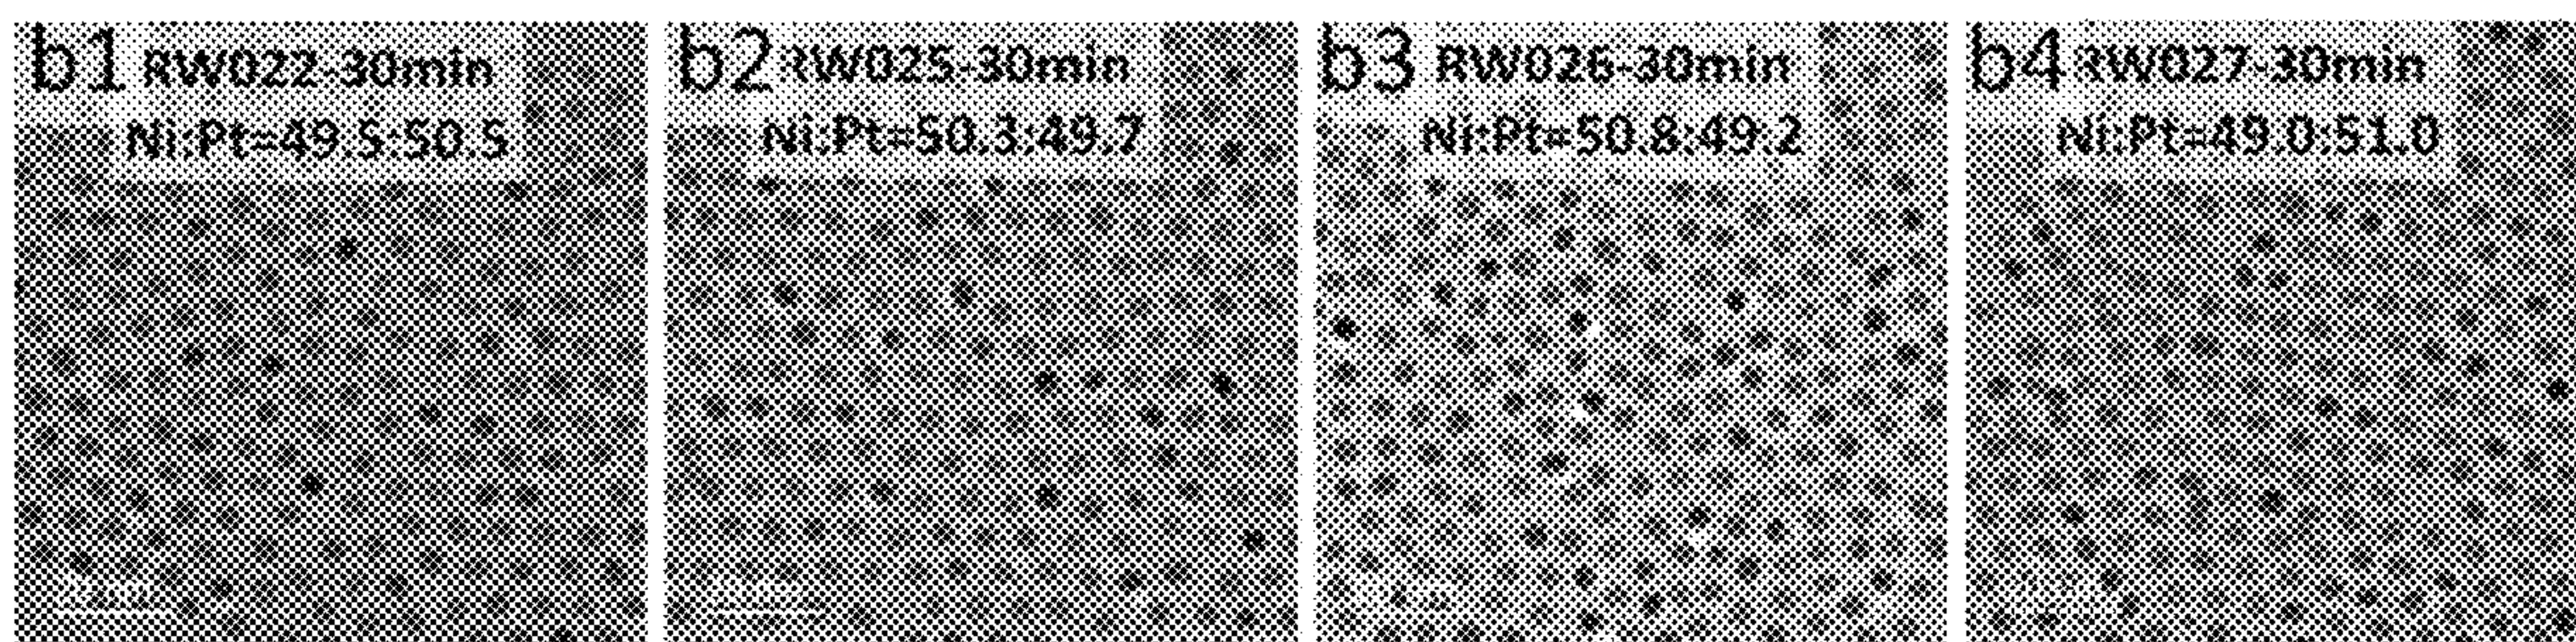 b1 RW022-30min
Ni:Pt=49.5:50.5
b2 RW025-30min
Ni:Pt=50.3:49.7
b3 RW026-30min
Ni:Pt=50.8:49.2
b4 RW027-30min
Ni:Pt=49.0:51.0